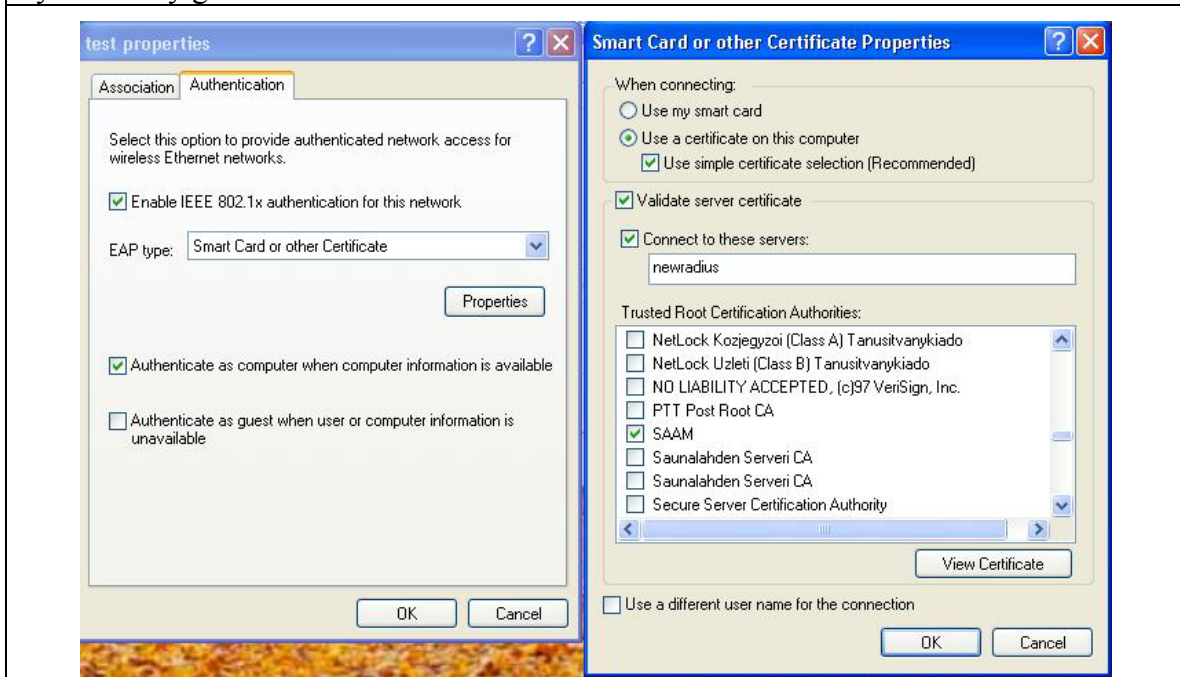 test properties
Association Authentication
Select this option to provide authenticated network access for
wireless Ethernet networks.
Enable IEEE 802.1x authentication for this network
EAP type: Smart Card or other Certificate
Properties
Authenticate as computer when computer information is available
Authenticate as guest when user or computer information is
unavailable
OK Cancel
Smart Card or other Certificate Properties
When connecting:
Use my smart card
Use a certificate on this computer
Use simple certificate selection (Recommended)
Validate server certificate
Connect to these servers:
newradius
Trusted Root Certification Authorities:
NetLock Kozjegyzoi (Class A) Tanusitvanykiado
NetLock Uzleti (Class B) Tanusitvanykiado
NO LIABILITY ACCEPTED, (c)97 VeriSign, Inc.
PTT Post Root CA
SAAM
Saunalahden Serveri CA
Saunalahden Serveri CA
Secure Server Certification Authority
View Certificate
Use a different user name for the connection
OK Cancel